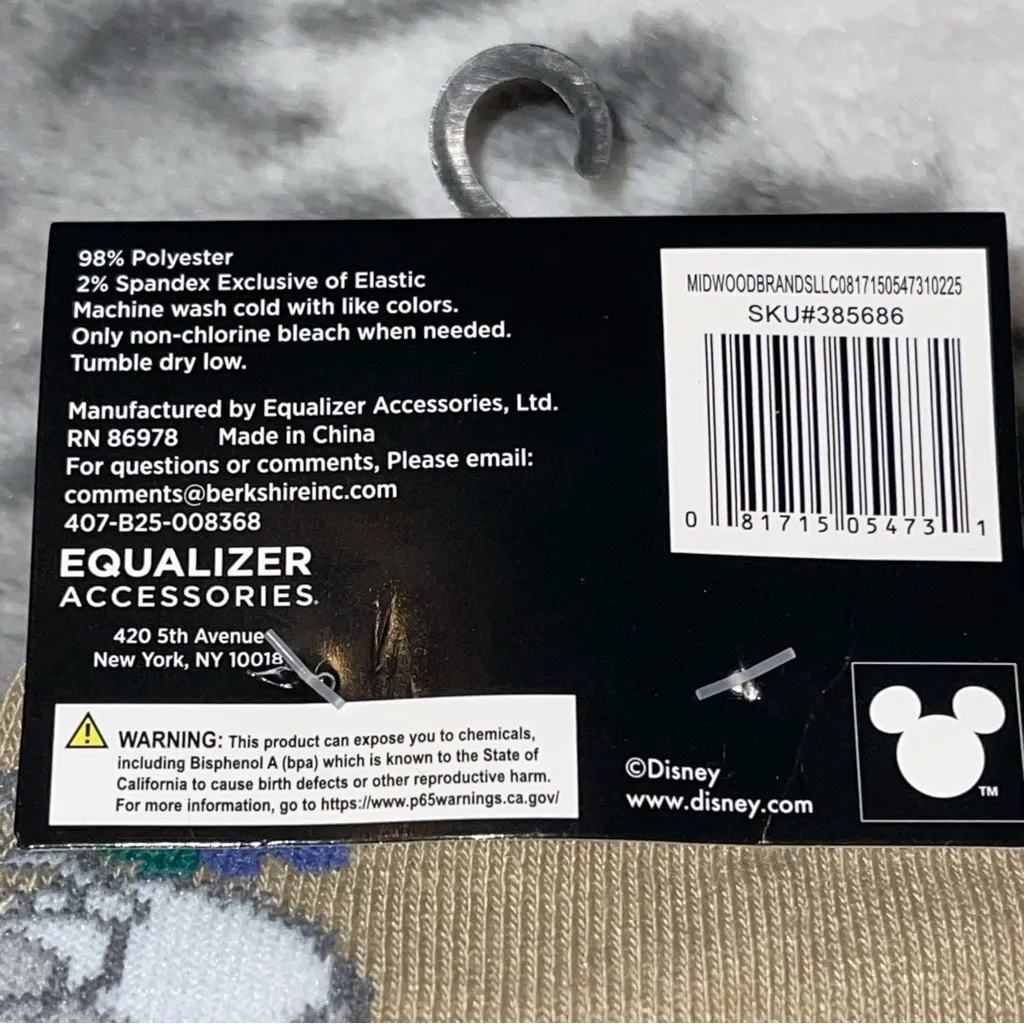 98% Polyester
2% Spandex Exclusive of Elastic
Machine wash cold with like colors.
Only non-chlorine bleach when needed.
Tumble dry low.
Manufactured by Equalizer Accessories, Ltd.
RN 86978 Made in China
For questions or comments, Please email:
comments@berkshireinc.com
407-B25-008368
EQUALIZER
ACCESSORIES.
420 5th Avenue
New York, NY 10018
WARNING: This product can expose you to chemicals,
including Bisphenol A (bpa) which is known to the State of
California to cause birth defects or other reproductive harm.
For more information, go to https://www.p65warnings.ca.gov/
MIDWOODBRANDSLLC0817150547310225
SKU#385686
0 81715 05473 1
©Disney
www.disney.com
TM